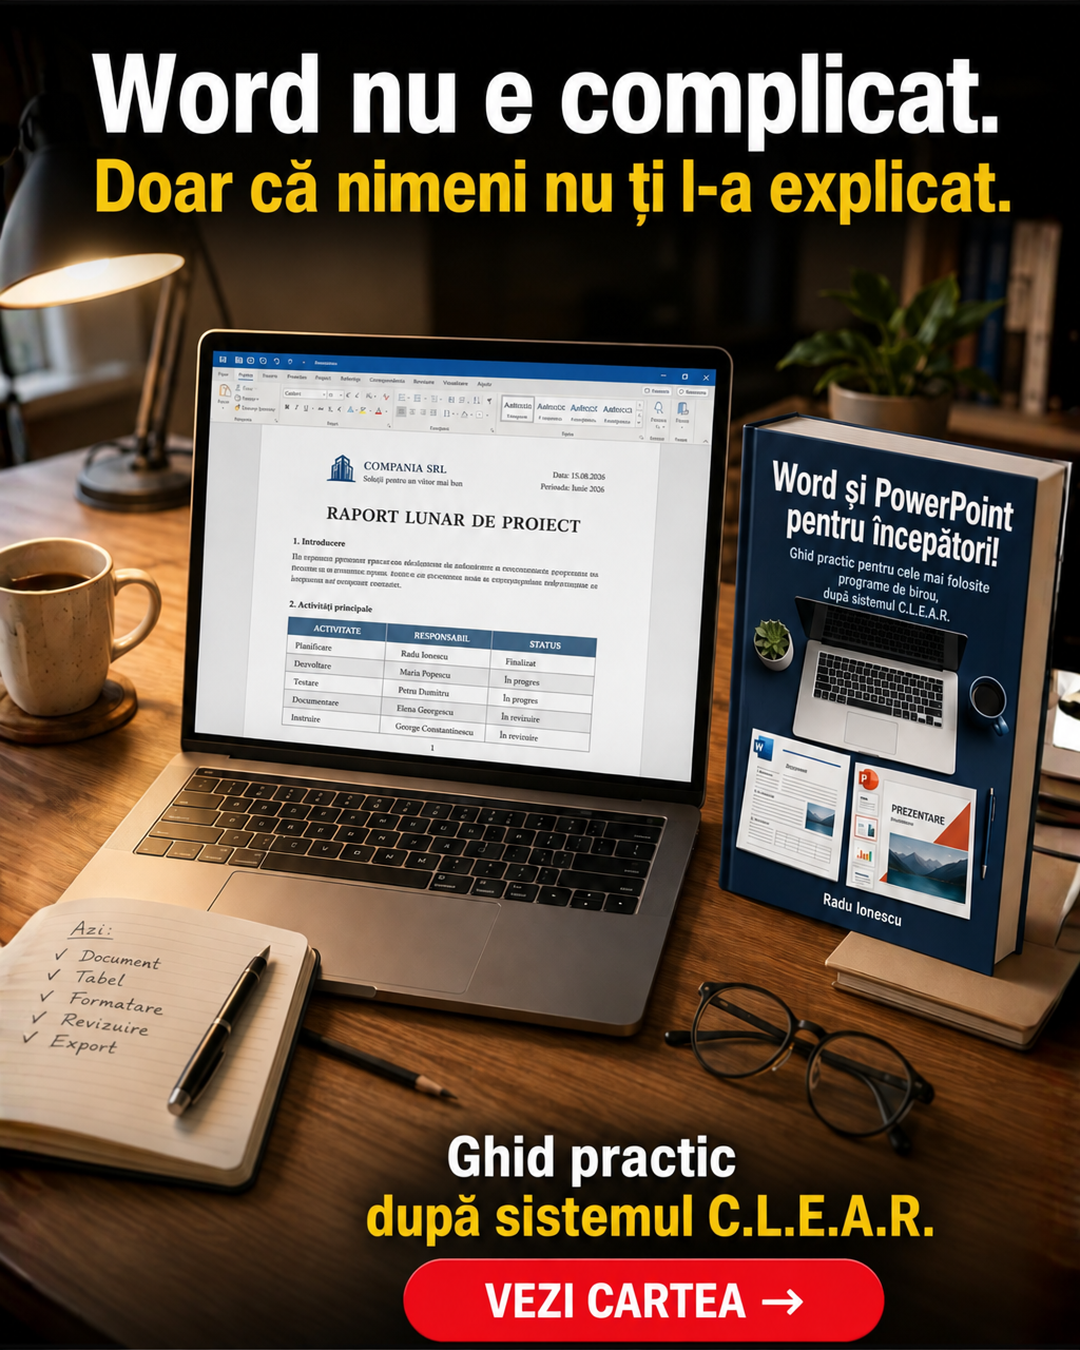 Word nu e complicat.
Doar că nimeni nu ți l-a explicat.
COMPANIA SRL
Soluții pentru un viitor mai bun
Data: 15.08.2026
Perioada: Iunie 2026
RAPORT LUNAR DE PROIECT
1. Introducere
2. Activități principale
ACTIVITATE RESPONSABIL STATUS
Planificare Radu Ionescu Finalizat
Dezvoltare Maria Popescu În progres
Testare Petru Dumitru În progres
Documentare Elena Georgescu În revizuire
Instruire George Constantinescu În revizuire
1
Word și PowerPoint
pentru începători!
Ghid practic pentru cele mai folosite
programe de birou,
după sistemul C.L.E.A.R.
W
P
PREZENTARE
Radu Ionescu
Azi:
✓ Document
✓ Tabel
✓ Formatare
✓ Revizuire
✓ Export
Ghid practic
după sistemul C.L.E.A.R.
VEZI CARTEA →